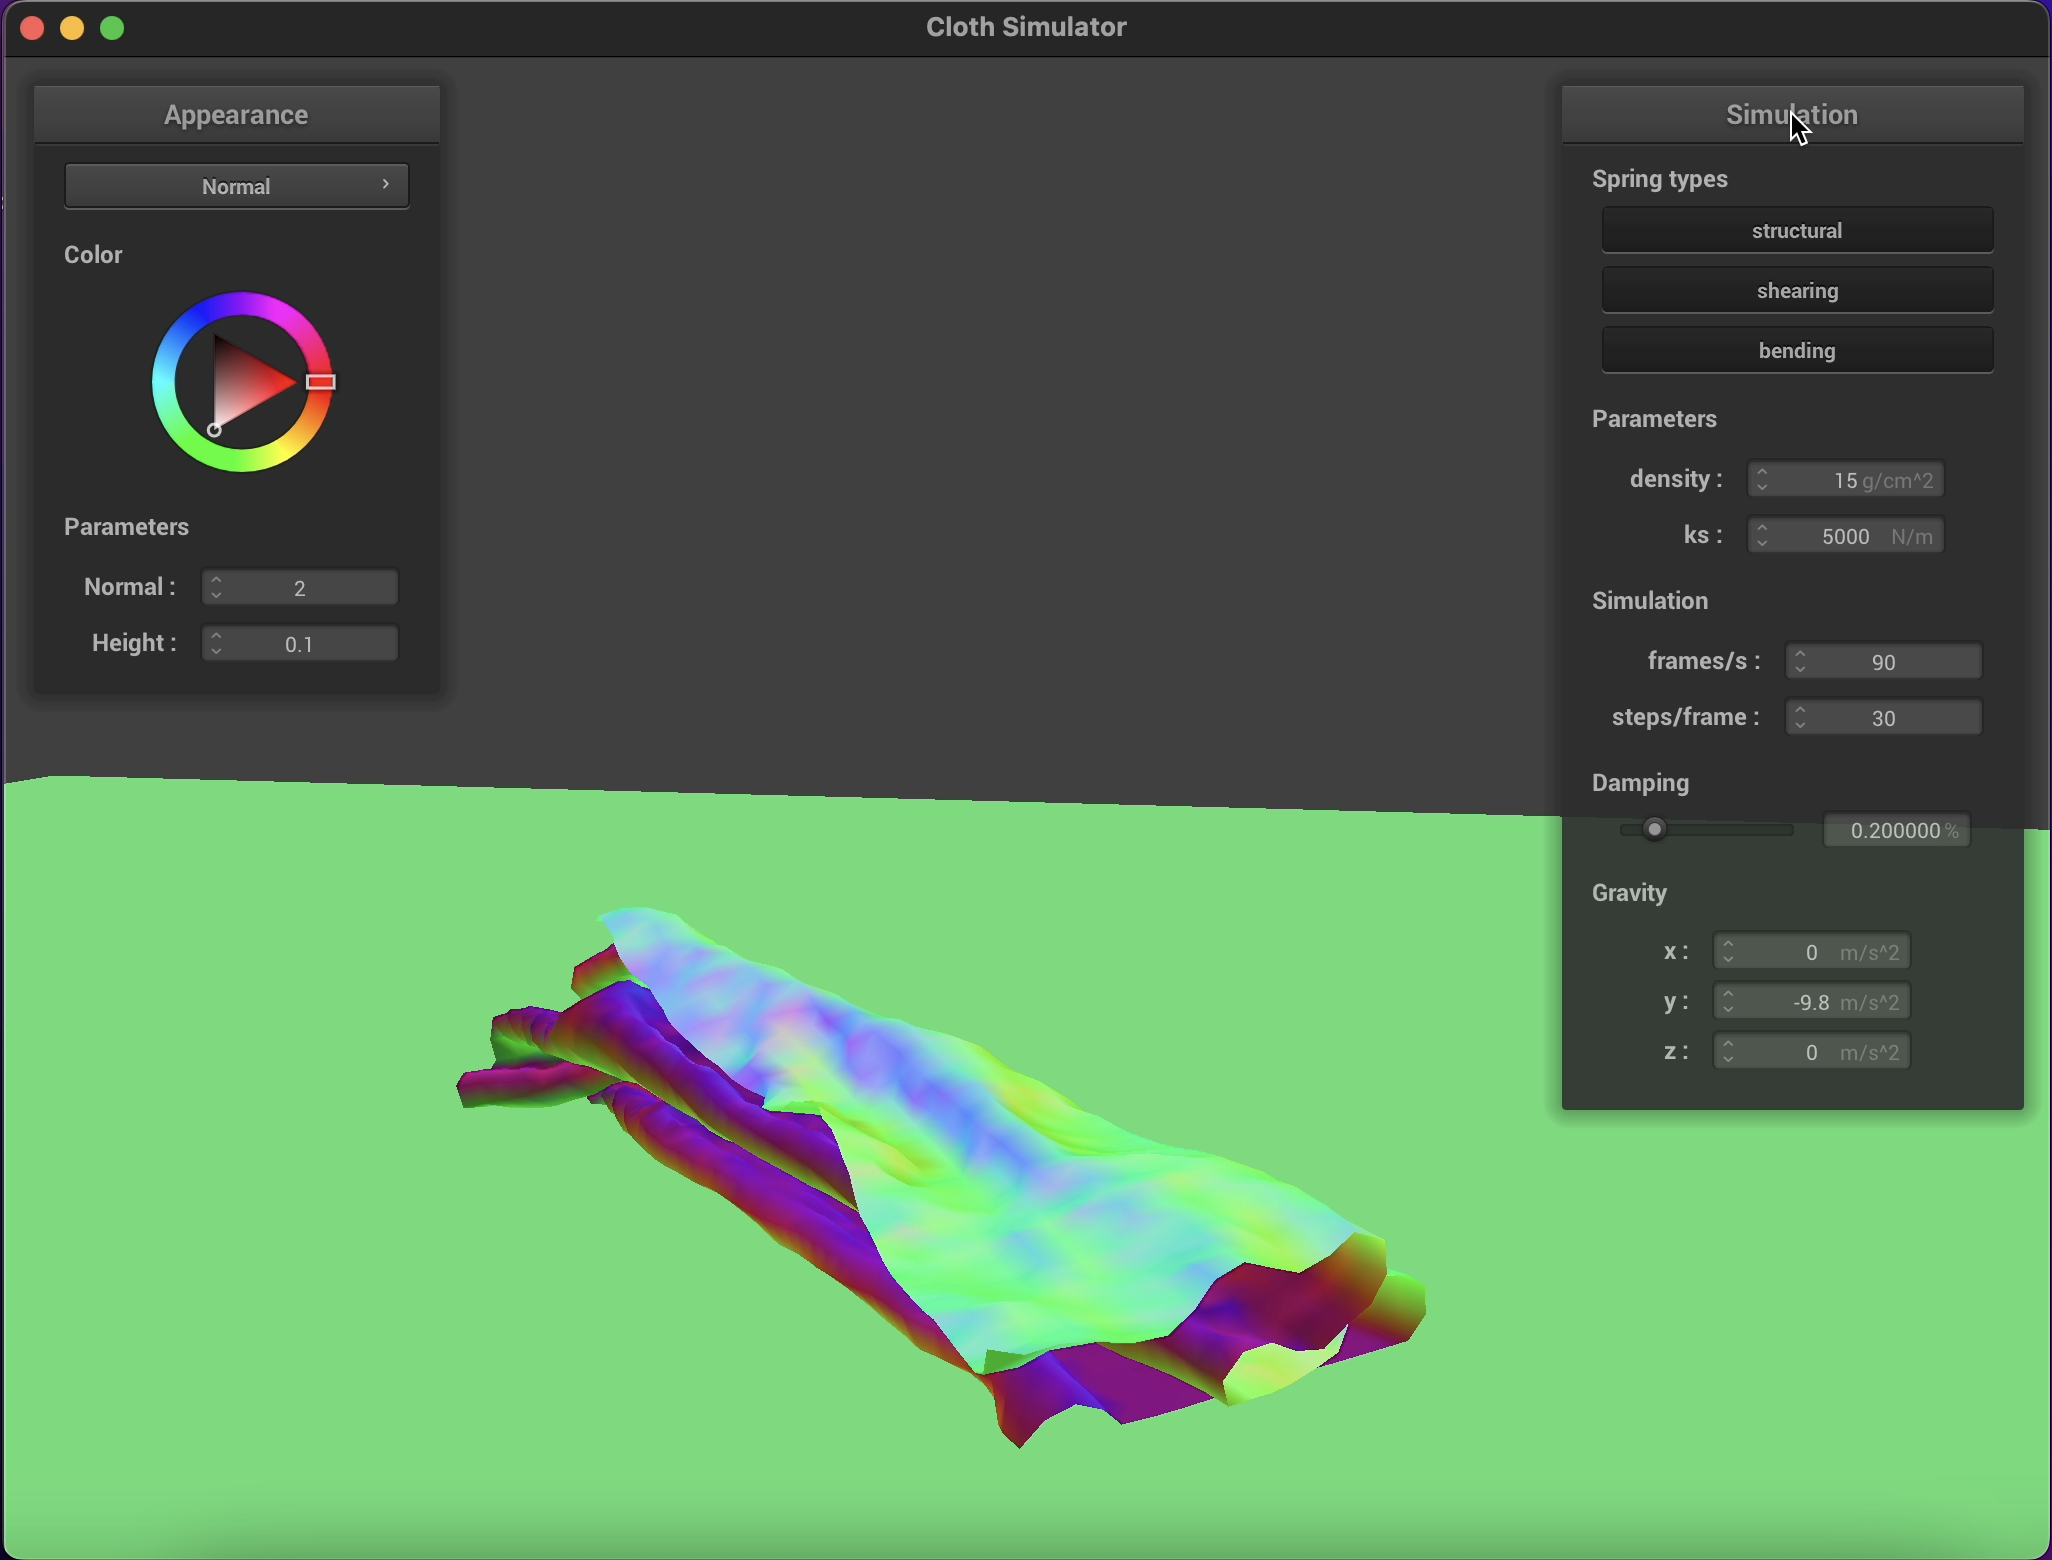 Cloth Simulator
Appearance
Normal
Color
Parameters
Normal :
2
Height :
0.1
Simulation
Spring types
structural
shearing
bending
Parameters
density :
15 g/cm^2
ks :
5000 N/m
Simulation
frames/s :
90
steps/frame :
30
Damping
0.200000 %
Gravity
x :
0 m/s^2
y :
-9.8 m/s^2
z :
0 m/s^2